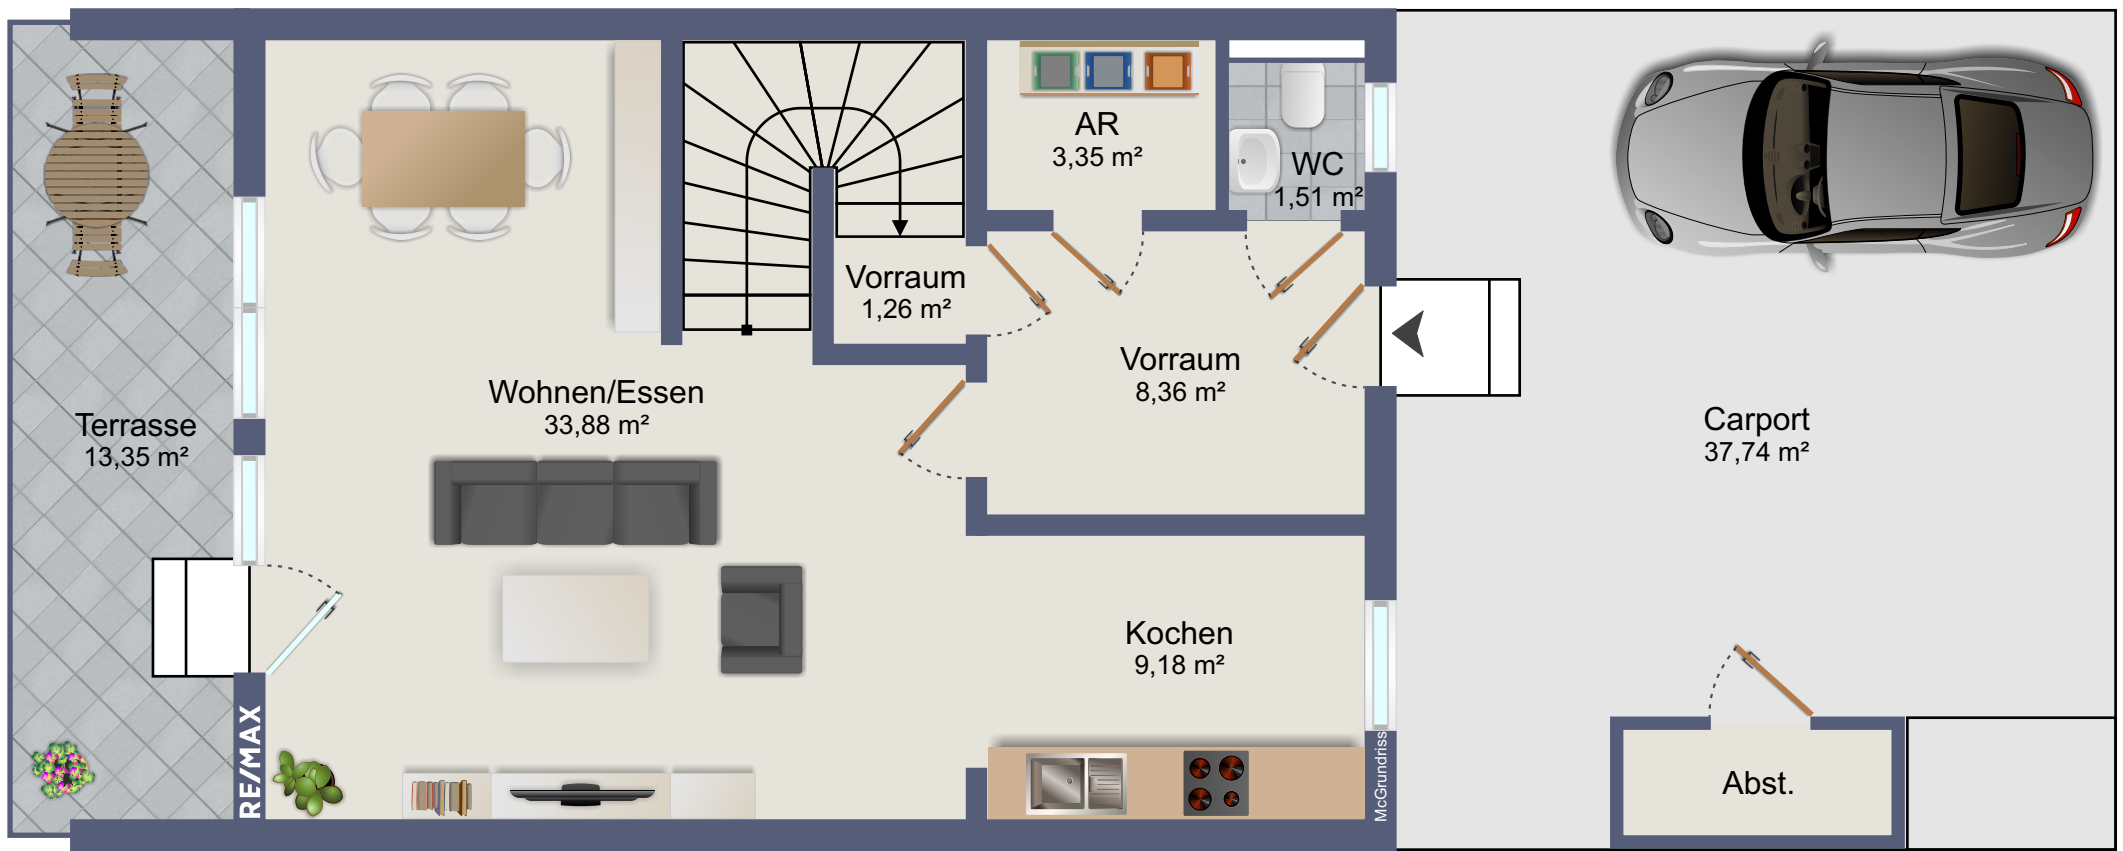 AR
3,35 m²
WC
1,51 m²
Vorraum
1,26 m²
Vorraum
8,36 m²
Wohnen/Essen
33,88 m²
Terrasse
13,35 m²
Carport
37,74 m²
Kochen
9,18 m²
Abst.
RE/MAX
McGrundriss